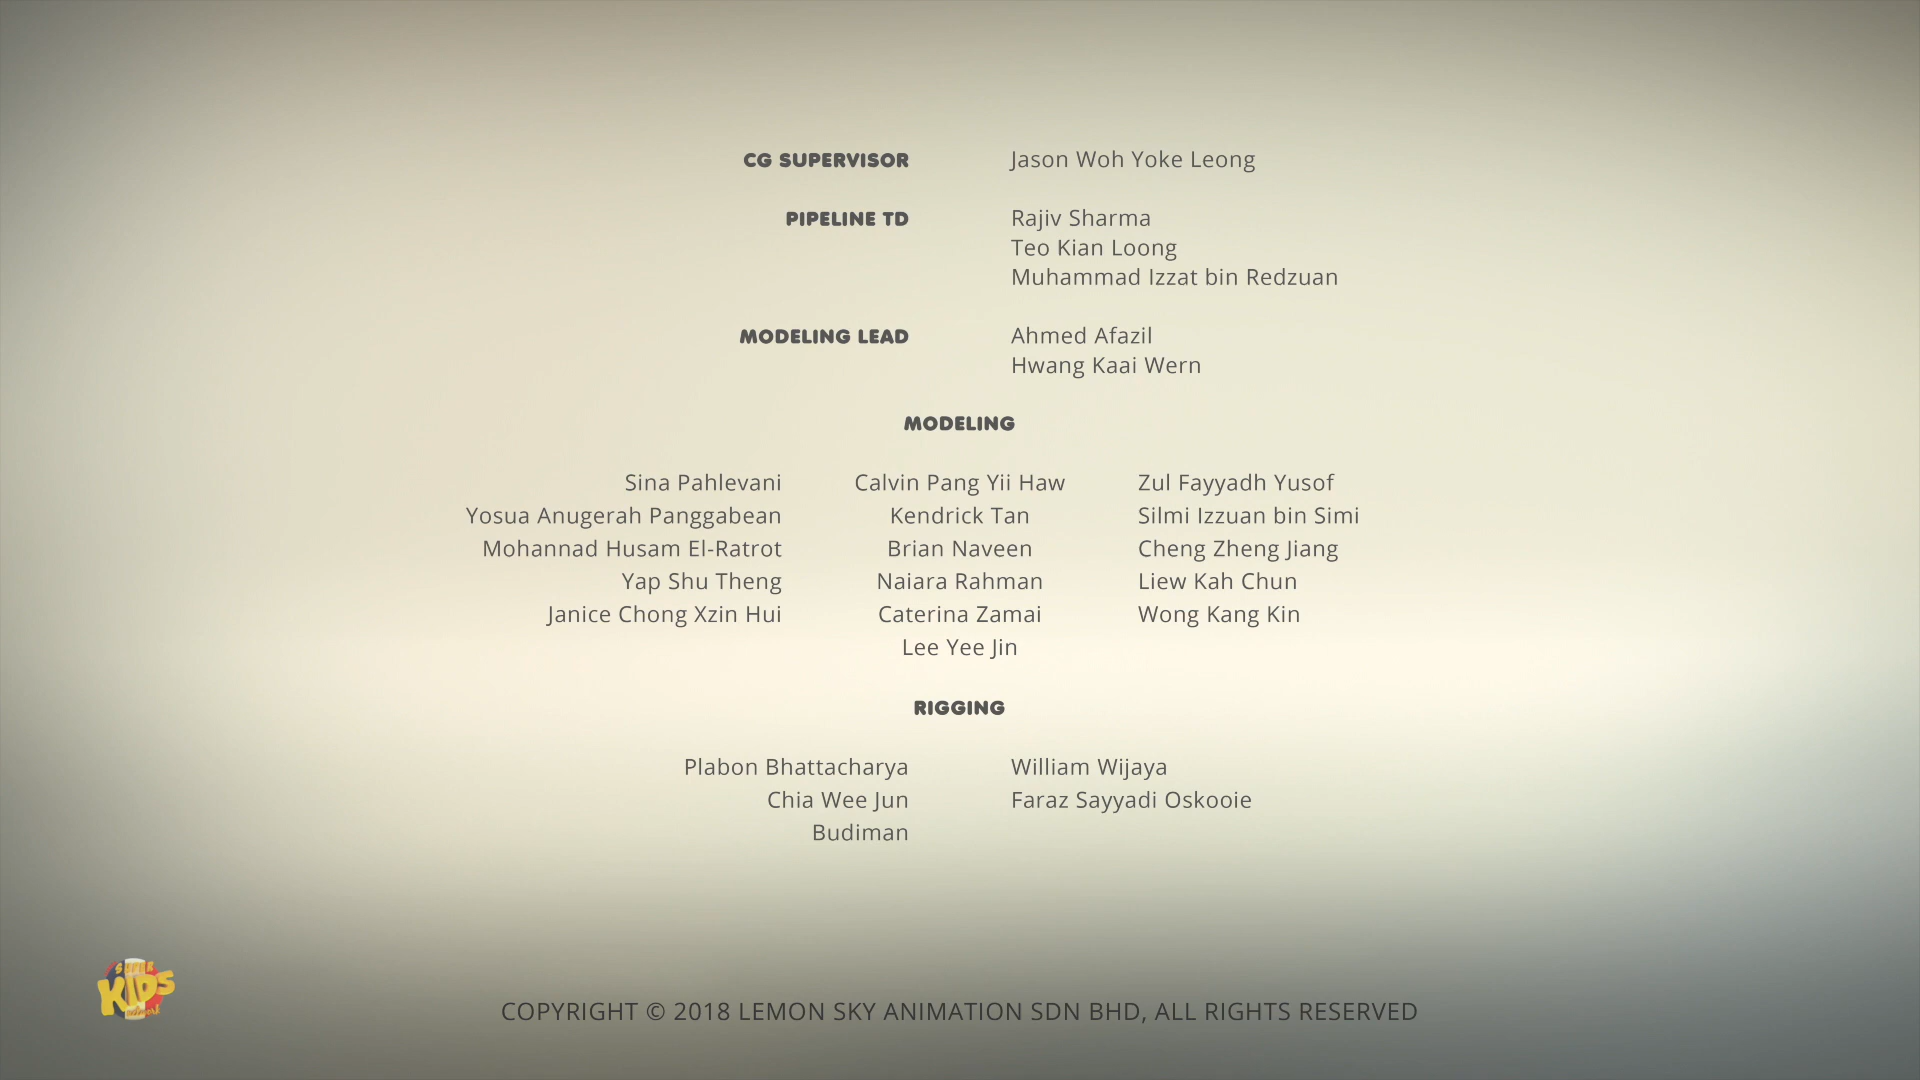 CG SUPERVISOR Jason Woh Yoke Leong
PIPELINE TD Rajiv Sharma
Teo Kian Loong
Muhammad Izzat bin Redzuan
MODELING LEAD Ahmed Afazil
Hwang Kaai Wern
MODELING
Sina Pahlevani Calvin Pang Yii Haw Zul Fayyadh Yusof
Yosua Anugerah Panggabean Kendrick Tan Silmi Izzuan bin Simi
Mohannad Husam El-Ratrot Brian Naveen Cheng Zheng Jiang
Yap Shu Theng Naiara Rahman Liew Kah Chun
Janice Chong Xzin Hui Caterina Zamai Wong Kang Kin
Lee Yee Jin
RIGGING
Plabon Bhattacharya William Wijaya
Chia Wee Jun Faraz Sayyadi Oskooie
Budiman
SUPER
KIDS
Network
COPYRIGHT © 2018 LEMON SKY ANIMATION SDN BHD, ALL RIGHTS RESERVED